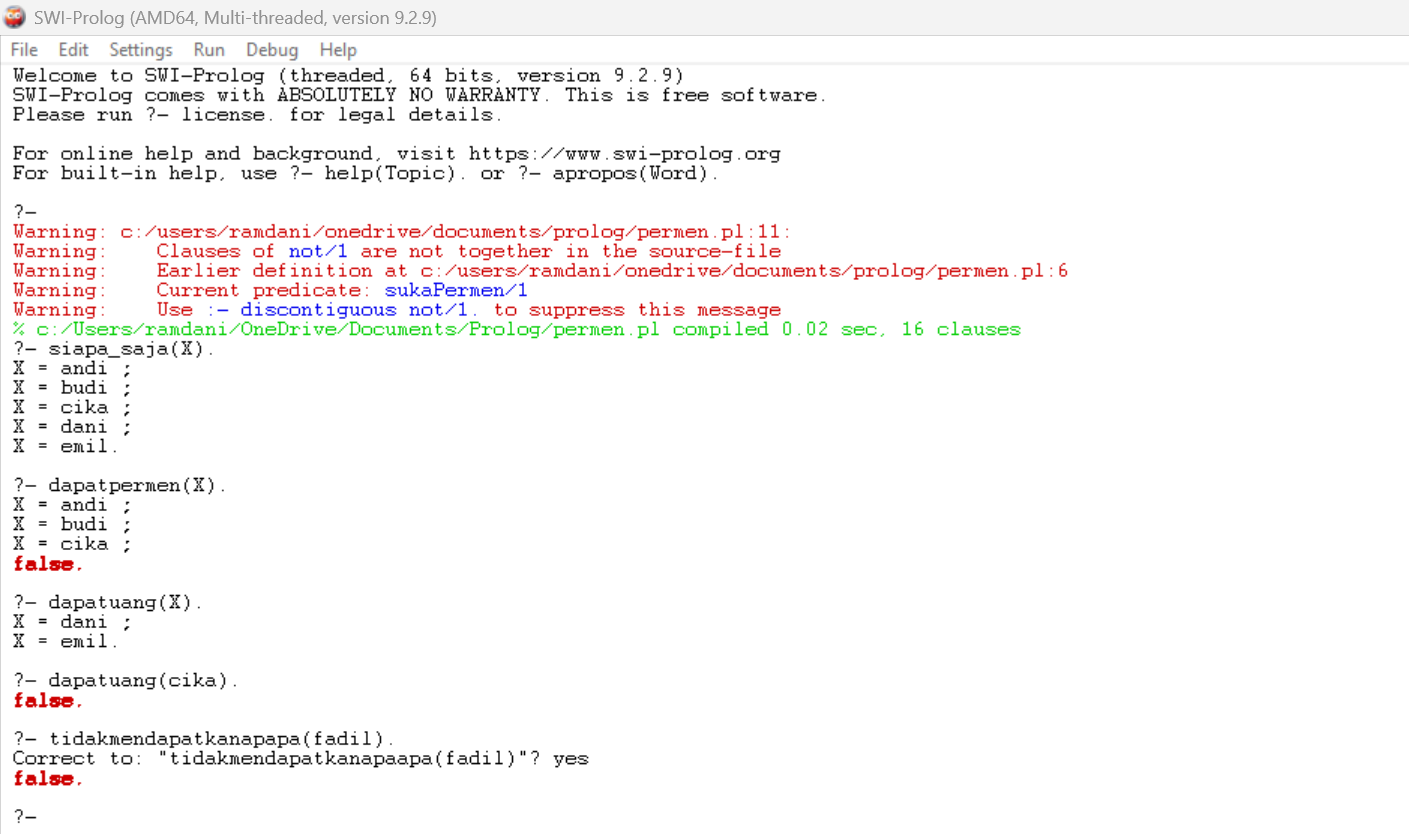 SWI-Prolog (AMD64, Multi-threaded, version 9.2.9)
File Edit Settings Run Debug Help
Welcome to SWI-Prolog (threaded, 64 bits, version 9.2.9)
SWI-Prolog comes with ABSOLUTELY NO WARRANTY. This is free software.
Please run ?- license. for legal details.

For online help and background, visit https://www.swi-prolog.org
For built-in help, use ?- help(Topic). or ?- apropos(Word).

?-
Warning: c:/users/ramdani/onedrive/documents/prolog/permen.pl:11:
Warning:    Clauses of not/1 are not together in the source-file
Warning:    Earlier definition at c:/users/ramdani/onedrive/documents/prolog/permen.pl:6
Warning:    Current predicate: sukaPermen/1
Warning:    Use :- discontiguous not/1. to suppress this message
% c:/Users/ramdani/OneDrive/Documents/Prolog/permen.pl compiled 0.02 sec, 16 clauses
?- siapa_saja(X).
X = andi ;
X = budi ;
X = cika ;
X = dani ;
X = emil.

?- dapatpermen(X).
X = andi ;
X = budi ;
X = cika ;
false.

?- dapatuang(X).
X = dani ;
X = emil.

?- dapatuang(cika).
false.

?- tidakmendapatkanapapa(fadil).
Correct to: "tidakmendapatkanapaapa(fadil)"? yes
false.

?-